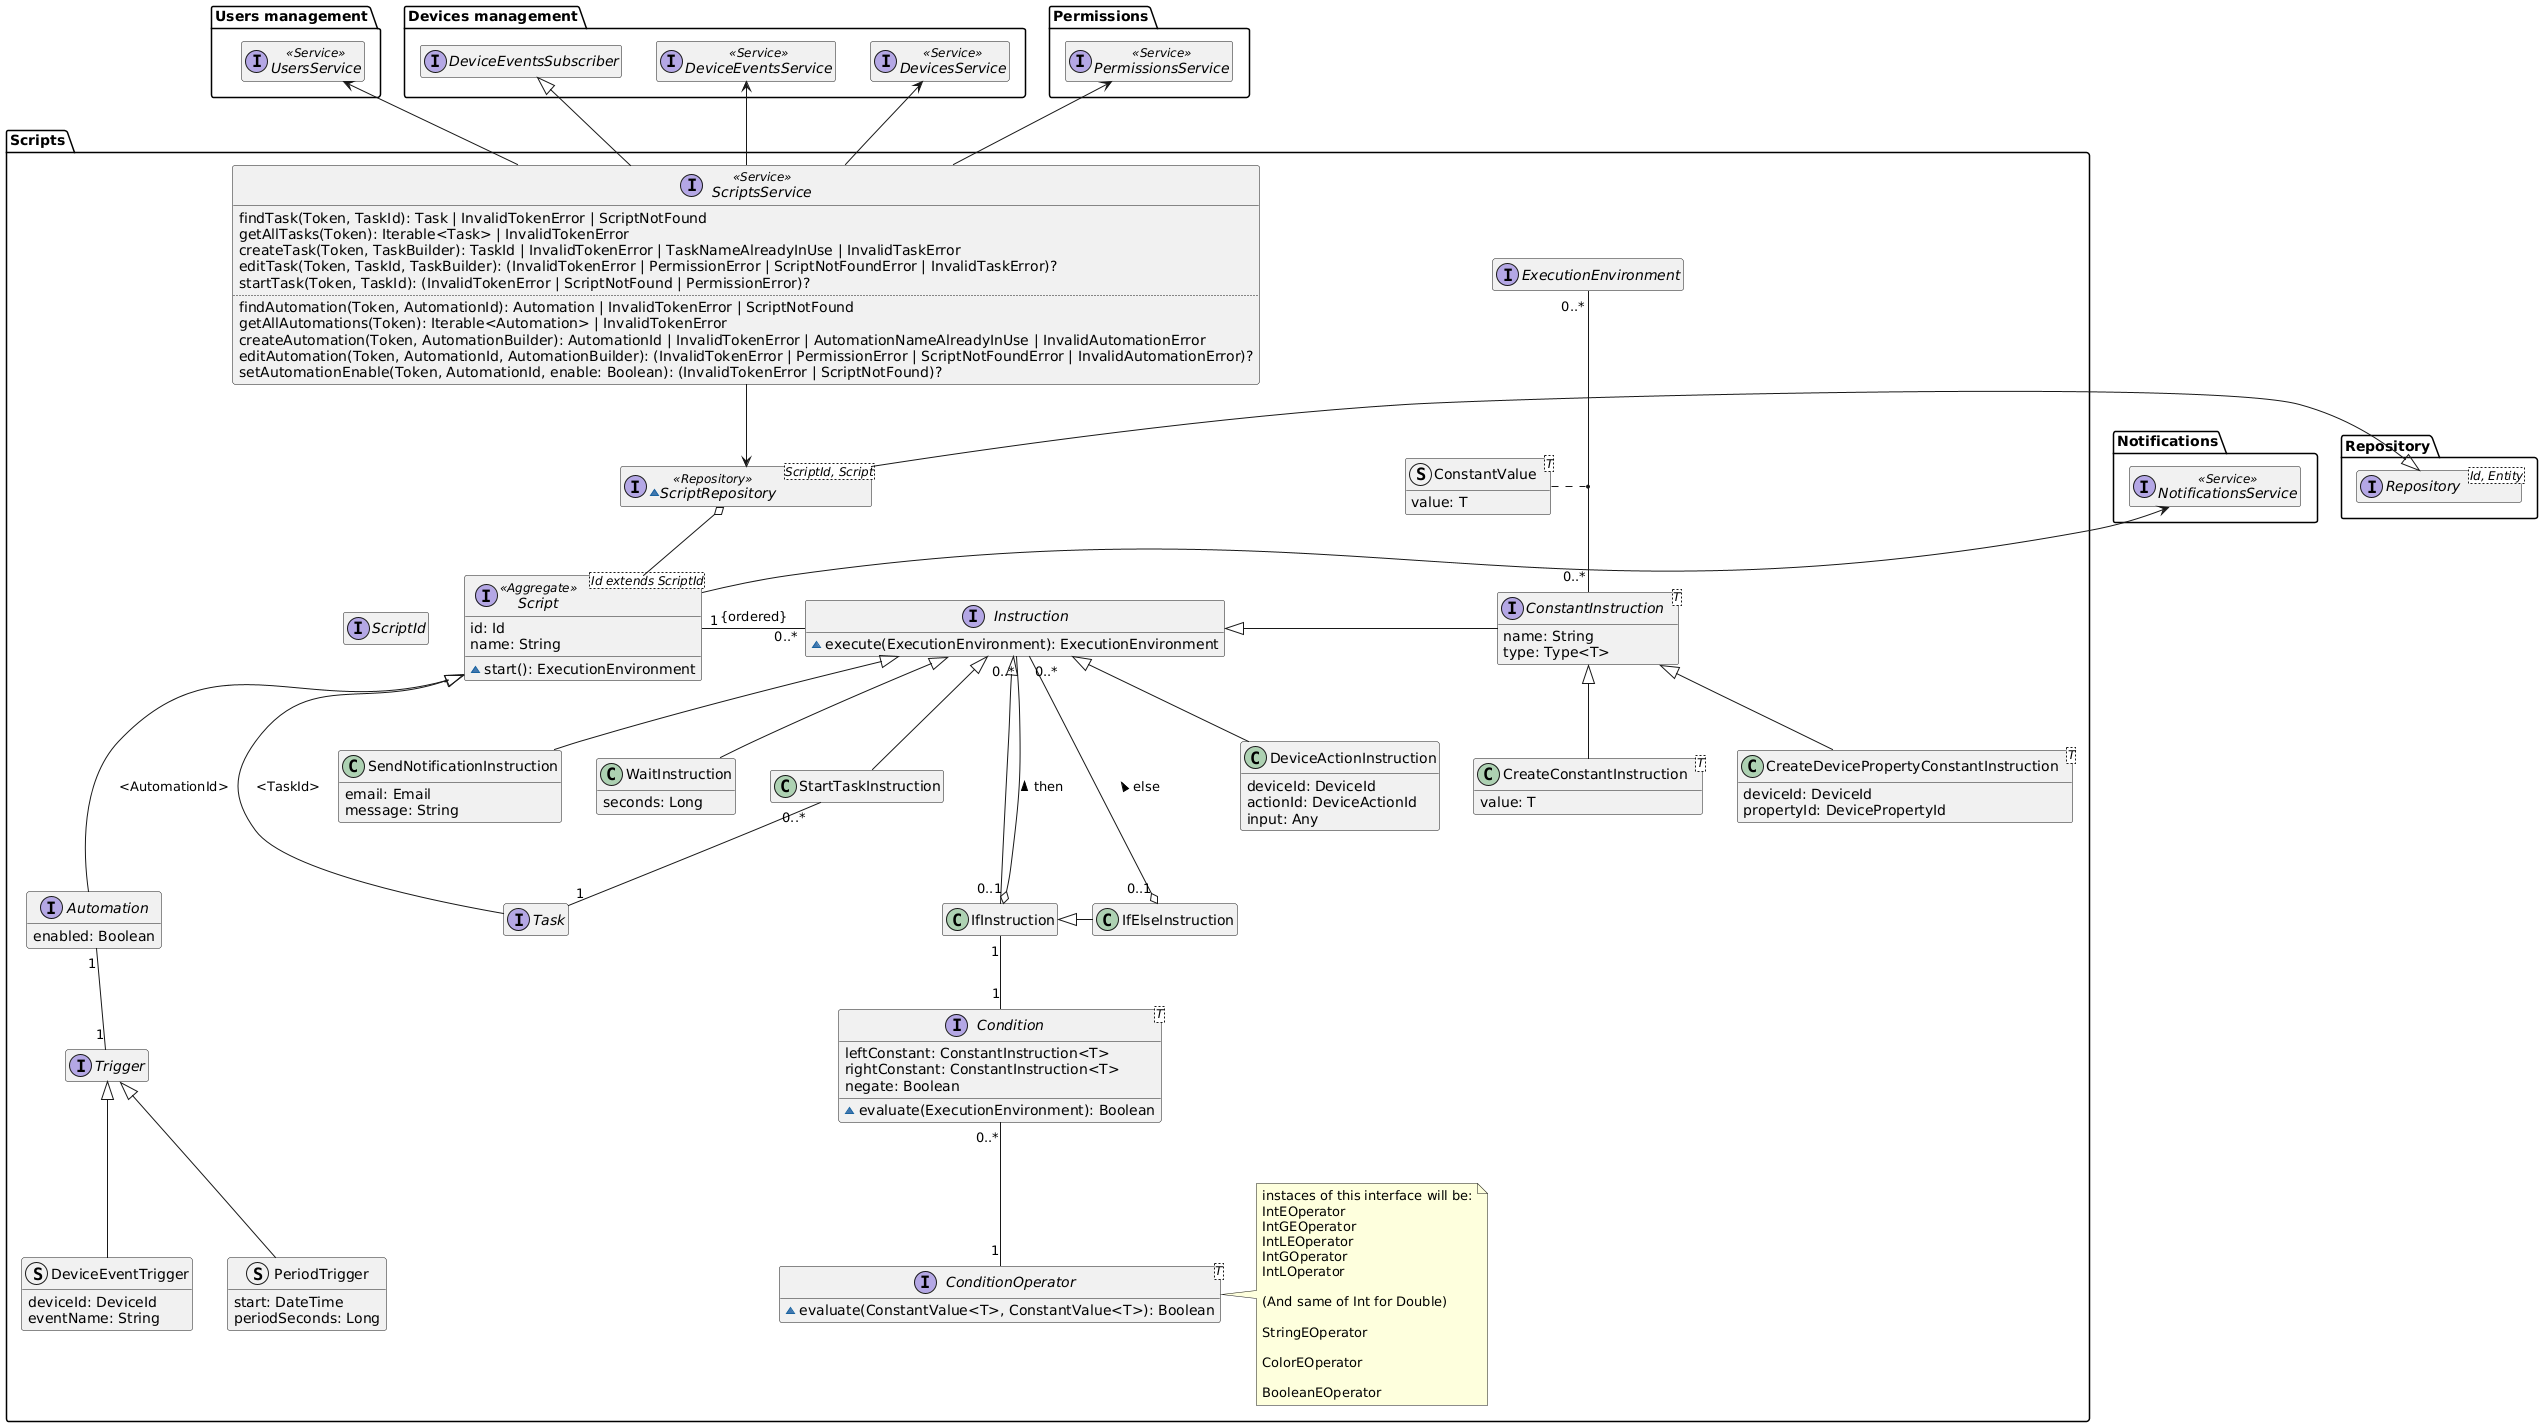 Users management
Devices management
Permissions
«Service»
UsersService
DeviceEventsSubscriber
«Service»
DeviceEventsService
«Service»
DevicesService
«Service»
PermissionsService
Scripts
«Service»
ScriptsService
findTask(Token, TaskId): Task | InvalidTokenError | ScriptNotFound
getAllTasks(Token): Iterable<Task> | InvalidTokenError
createTask(Token, TaskBuilder): TaskId | InvalidTokenError | TaskNameAlreadyInUse | InvalidTaskError
editTask(Token, TaskId, TaskBuilder): (InvalidTokenError | PermissionError | ScriptNotFoundError | InvalidTaskError)?
startTask(Token, TaskId): (InvalidTokenError | ScriptNotFound | PermissionError)?
findAutomation(Token, AutomationId): Automation | InvalidTokenError | ScriptNotFound
getAllAutomations(Token): Iterable<Automation> | InvalidTokenError
createAutomation(Token, AutomationBuilder): AutomationId | InvalidTokenError | AutomationNameAlreadyInUse | InvalidAutomationError
editAutomation(Token, AutomationId, AutomationBuilder): (InvalidTokenError | PermissionError | ScriptNotFoundError | InvalidAutomationError)?
setAutomationEnable(Token, AutomationId, enable: Boolean): (InvalidTokenError | ScriptNotFound)?
I ExecutionEnvironment
0..*
«Repository»
ScriptRepository
ScriptId, Script
S ConstantValue
T
value: T
Notifications
«Service»
NotificationsService
Repository
Repository
Id, Entity
0..*
«Aggregate»
Script
Id extends ScriptId
id: Id
name: String
start(): ExecutionEnvironment
ScriptId
1 {ordered}
0..*
Instruction
execute(ExecutionEnvironment): ExecutionEnvironment
ConstantInstruction
T
name: String
type: Type<T>
0..*
0..*
<AutomationId>
<TaskId>
C SendNotificationInstruction
email: Email
message: String
C WaitInstruction
seconds: Long
C StartTaskInstruction
0..*
then
else
C DeviceActionInstruction
deviceId: DeviceId
actionId: DeviceActionId
input: Any
C CreateConstantInstruction
T
value: T
C CreateDevicePropertyConstantInstruction
T
deviceId: DeviceId
propertyId: DevicePropertyId
I Automation
enabled: Boolean
1
I Task
0..1
C IfInstruction
0..1
C IfElseInstruction
1
1
1
1
I Trigger
I Condition
T
leftConstant: ConstantInstruction<T>
rightConstant: ConstantInstruction<T>
negate: Boolean
evaluate(ExecutionEnvironment): Boolean
0..*
1
S DeviceEventTrigger
deviceId: DeviceId
eventName: String
S PeriodTrigger
start: DateTime
periodSeconds: Long
I ConditionOperator
T
evaluate(ConstantValue<T>, ConstantValue<T>): Boolean
instaces of this interface will be:
IntEOperator
IntGEOperator
IntLEOperator
IntGOperator
IntLOperator
(And same of Int for Double)
StringEOperator
ColorEOperator
BooleanEOperator